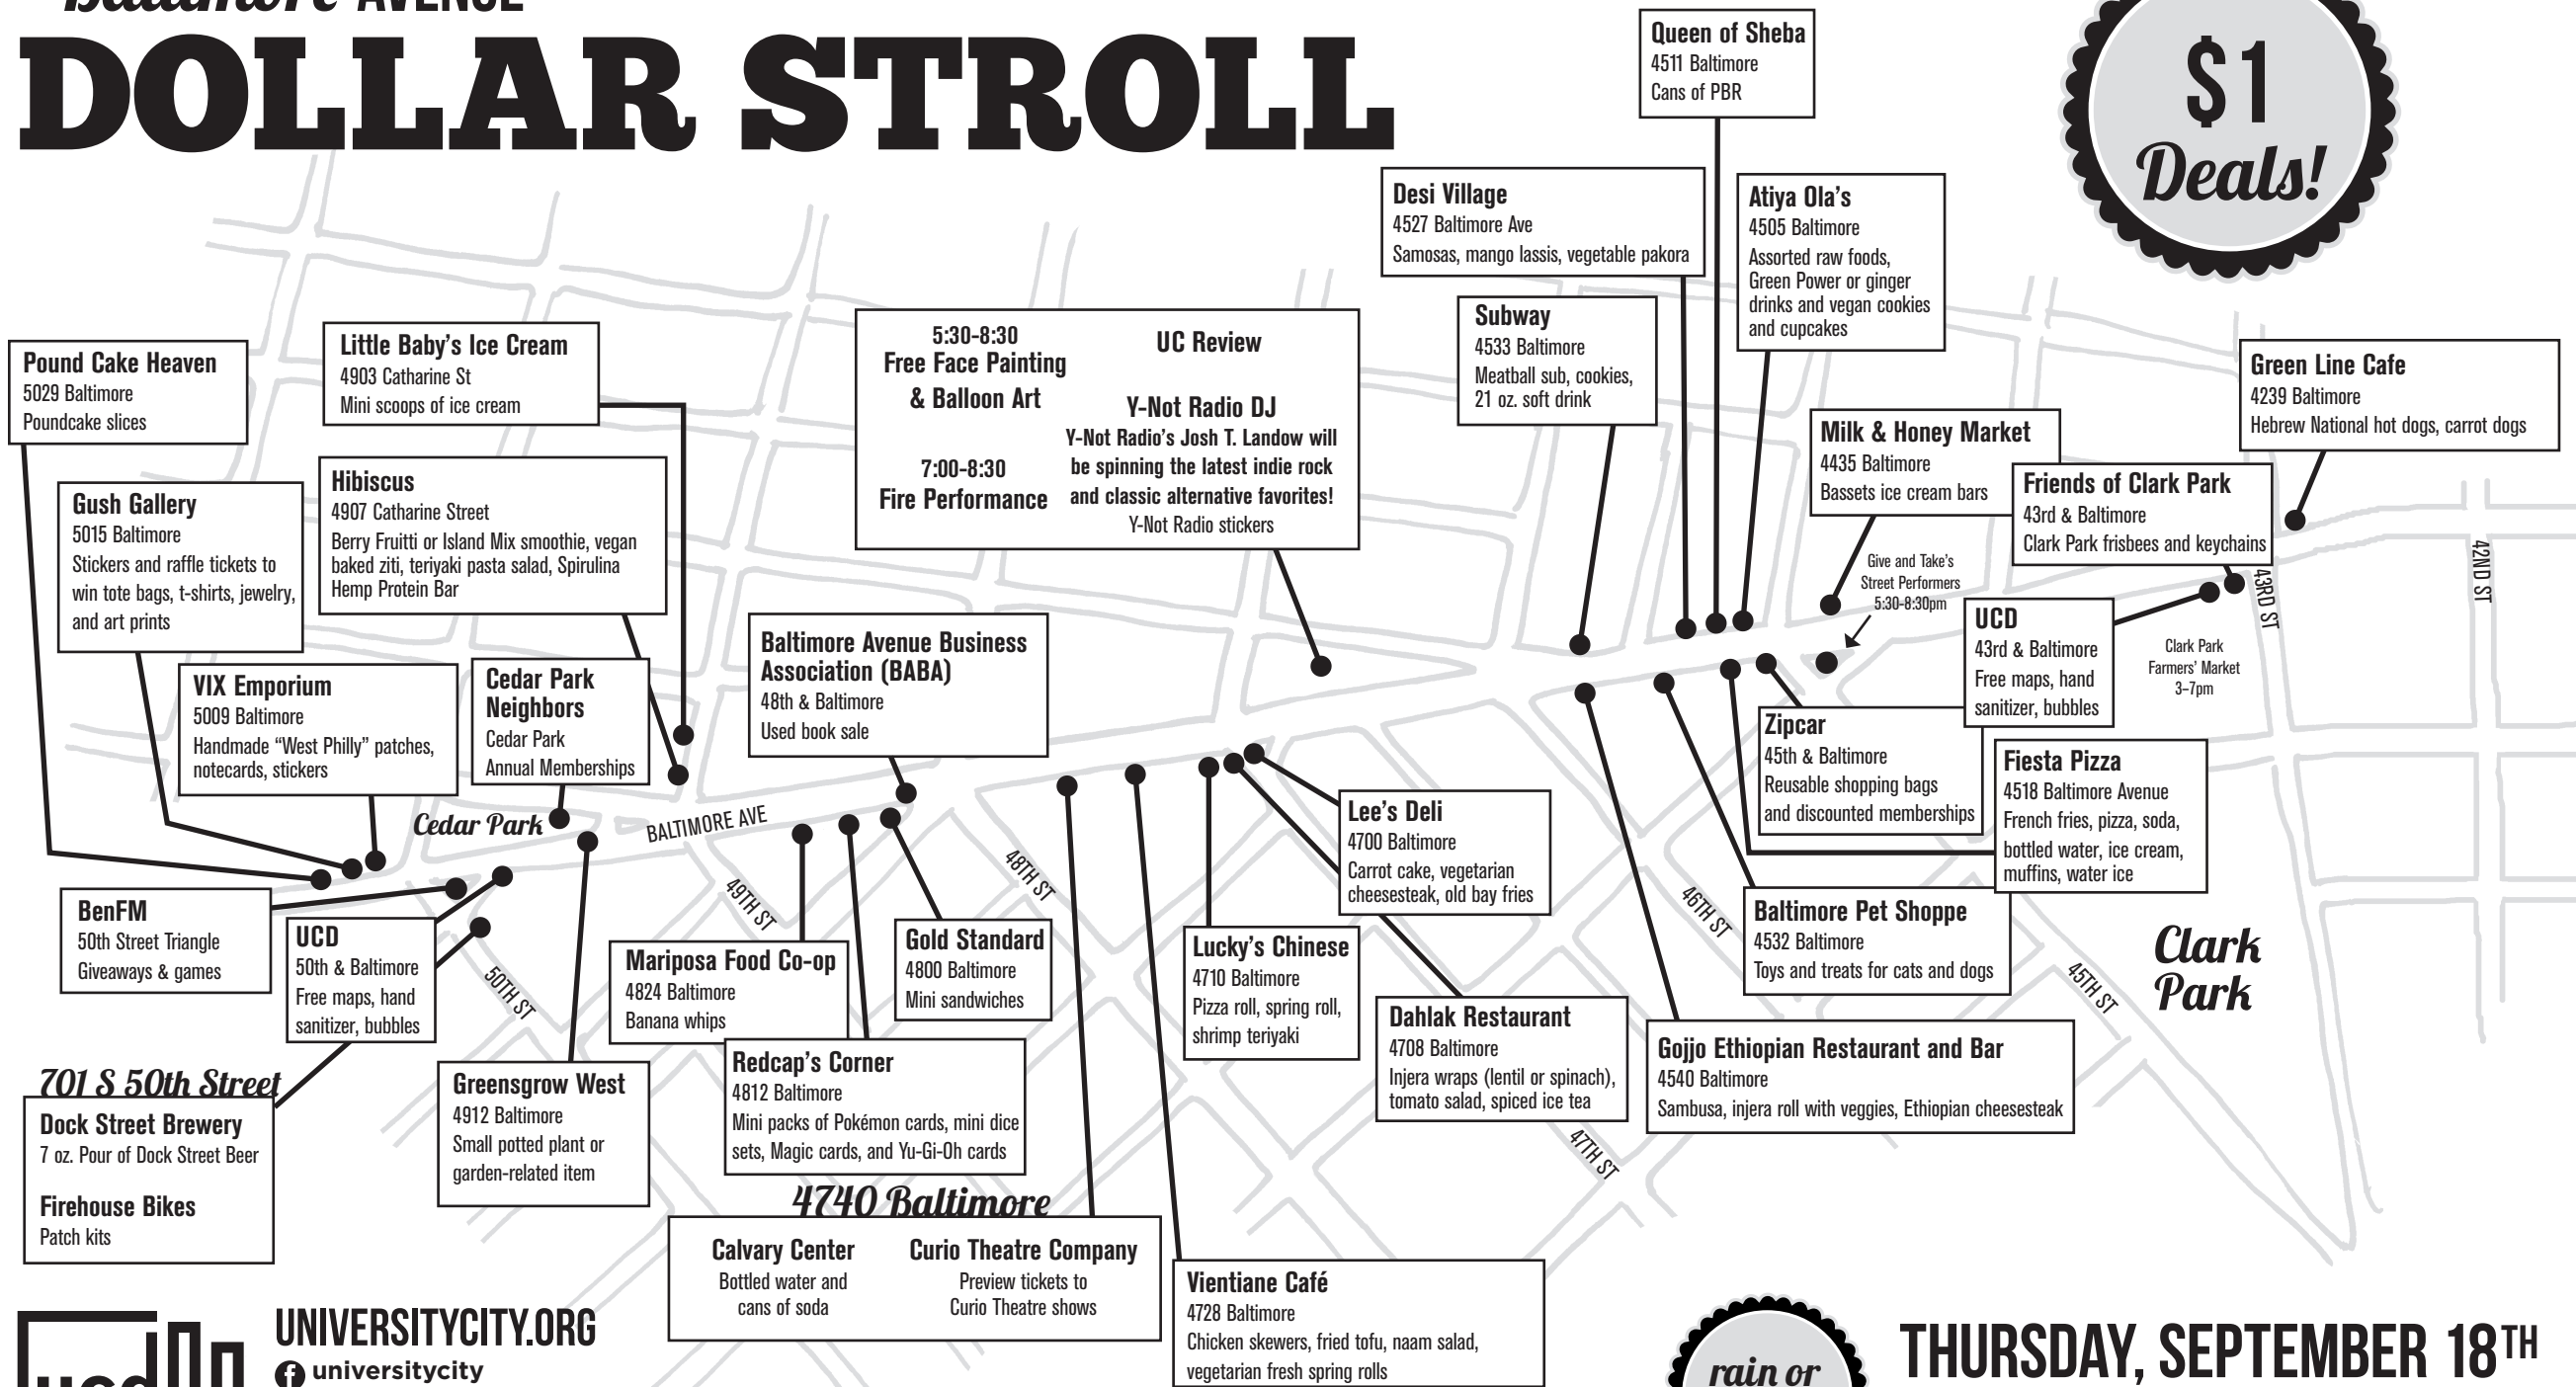 Baltimore AVENUE
DOLLAR STROLL
$1
Deals!
Queen of Sheba
4511 Baltimore
Cans of PBR
Desi Village
4527 Baltimore Ave
Samosas, mango lassis, vegetable pakora
Atiya Ola's
4505 Baltimore
Assorted raw foods,
Green Power or ginger
drinks and vegan cookies
and cupcakes
Subway
4533 Baltimore
Meatball sub, cookies,
21 oz. soft drink
Pound Cake Heaven
5029 Baltimore
Poundcake slices
Little Baby's Ice Cream
4903 Catharine St
Mini scoops of ice cream
5:30-8:30
Free Face Painting
& Balloon Art
7:00-8:30
Fire Performance
UC Review
Y-Not Radio DJ
Y-Not Radio's Josh T. Landow will
be spinning the latest indie rock
and classic alternative favorites!
Y-Not Radio stickers
Green Line Cafe
4239 Baltimore
Hebrew National hot dogs, carrot dogs
Milk & Honey Market
4435 Baltimore
Bassets ice cream bars
Friends of Clark Park
43rd & Baltimore
Clark Park frisbees and keychains
Gush Gallery
5015 Baltimore
Stickers and raffle tickets to
win tote bags, t-shirts, jewelry,
and art prints
Hibiscus
4907 Catharine Street
Berry Fruitti or Island Mix smoothie, vegan
baked ziti, teriyaki pasta salad, Spirulina
Hemp Protein Bar
Give and Take's
Street Performers
5:30-8:30pm
43RD ST
42ND ST
UCD
43rd & Baltimore
Free maps, hand
sanitizer, bubbles
Clark Park
Farmers' Market
3-7pm
VIX Emporium
5009 Baltimore
Handmade "West Philly" patches,
notecards, stickers
Cedar Park
Neighbors
Cedar Park
Annual Memberships
Baltimore Avenue Business
Association (BABA)
48th & Baltimore
Used book sale
Zipcar
45th & Baltimore
Reusable shopping bags
and discounted memberships
Fiesta Pizza
4518 Baltimore Avenue
French fries, pizza, soda,
bottled water, ice cream,
muffins, water ice
Cedar Park
BALTIMORE AVE
Lee's Deli
4700 Baltimore
Carrot cake, vegetarian
cheesesteak, old bay fries
48TH ST
49TH ST
46TH ST
BenFM
50th Street Triangle
Giveaways & games
UCD
50th & Baltimore
Free maps, hand
sanitizer, bubbles
50TH ST
Mariposa Food Co-op
4824 Baltimore
Banana whips
Gold Standard
4800 Baltimore
Mini sandwiches
Lucky's Chinese
4710 Baltimore
Pizza roll, spring roll,
shrimp teriyaki
Baltimore Pet Shoppe
4532 Baltimore
Toys and treats for cats and dogs
45TH ST
Clark
Park
Dahlak Restaurant
4708 Baltimore
Injera wraps (lentil or spinach),
tomato salad, spiced ice tea
47TH ST
Gojjo Ethiopian Restaurant and Bar
4540 Baltimore
Sambusa, injera roll with veggies, Ethiopian cheesesteak
701 S 50th Street
Dock Street Brewery
7 oz. Pour of Dock Street Beer
Firehouse Bikes
Patch kits
Greensgrow West
4912 Baltimore
Small potted plant or
garden-related item
Redcap's Corner
4812 Baltimore
Mini packs of Pokémon cards, mini dice
sets, Magic cards, and Yu-Gi-Oh cards
4740 Baltimore
Calvary Center
Bottled water and
cans of soda
Curio Theatre Company
Preview tickets to
Curio Theatre shows
Vientiane Café
4728 Baltimore
Chicken skewers, fried tofu, naam salad,
vegetarian fresh spring rolls
ucd
UNIVERSITYCITY.ORG
universitycity
rain or
THURSDAY, SEPTEMBER 18TH